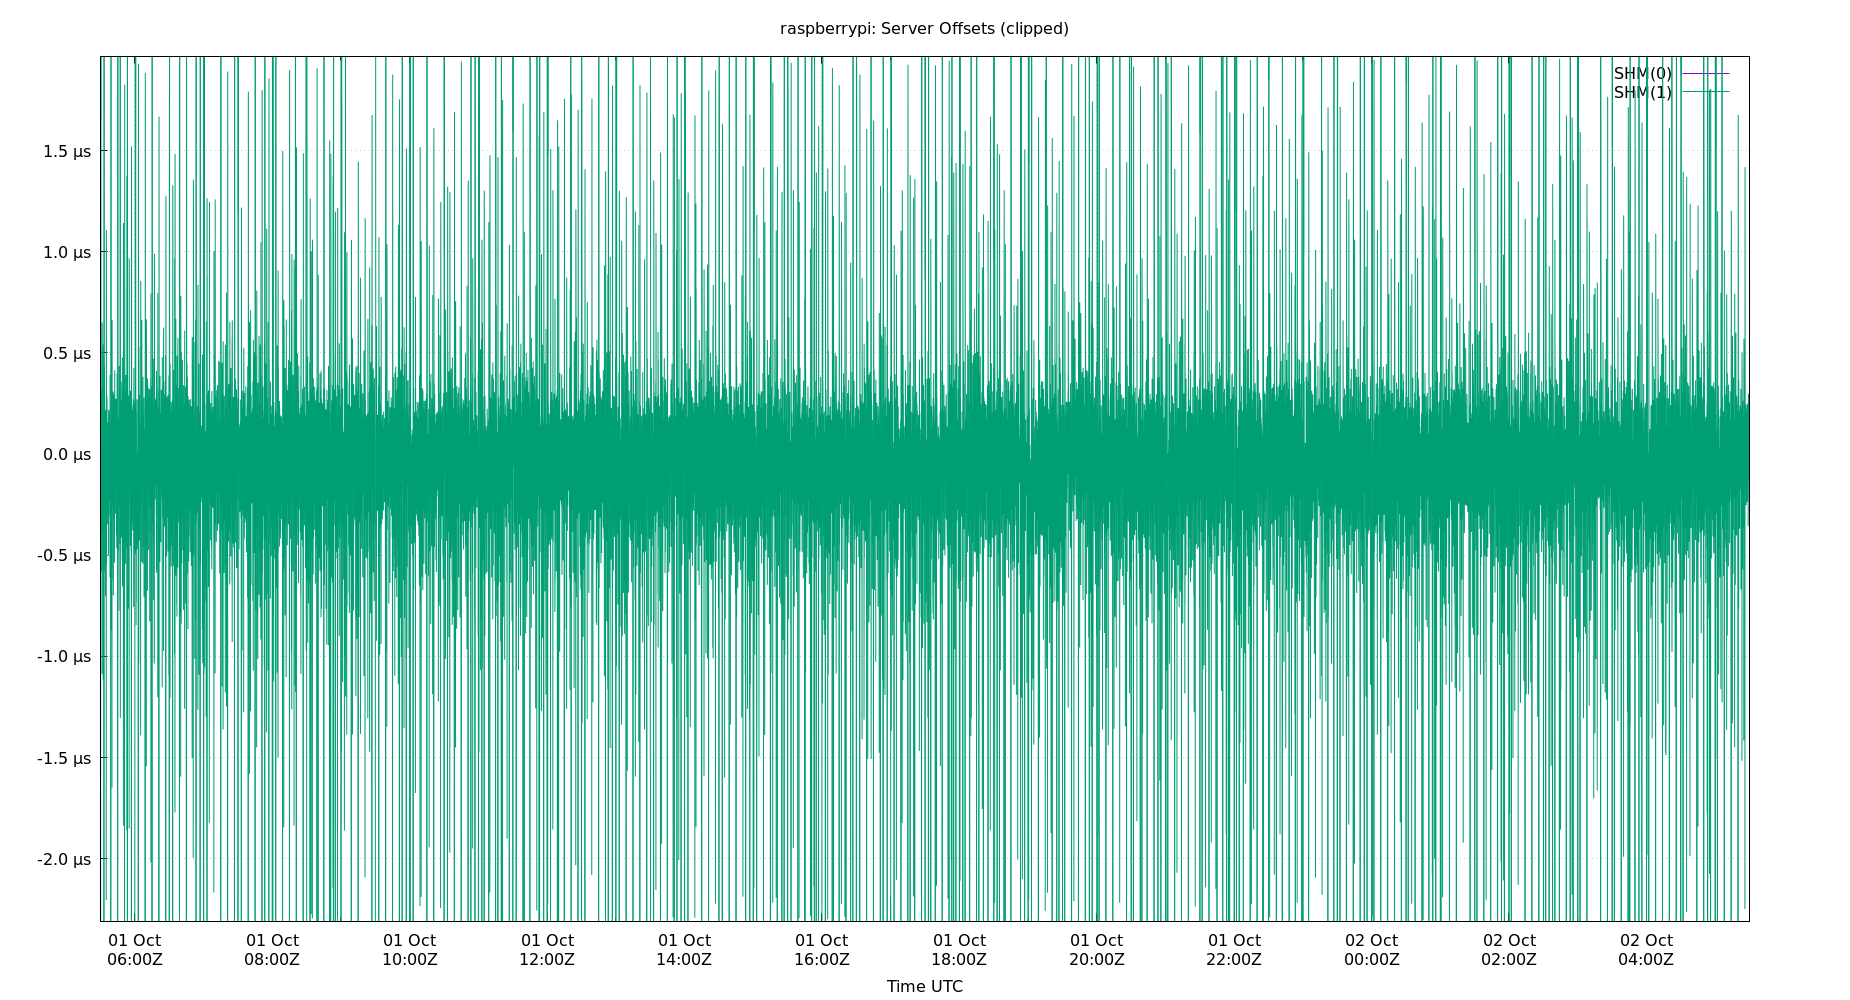 raspberrypi: Server Offsets (clipped)
SHM(0)
SHM(1)
1.5 µs
1.0 µs
0.5 µs
0.0 µs
-0.5 µs
-1.0 µs
-1.5 µs
-2.0 µs
01 Oct 01 Oct 01 Oct 01 Oct 01 Oct 01 Oct 01 Oct 01 Oct 01 Oct 02 Oct 02 Oct 02 Oct
06:00Z 08:00Z 10:00Z 12:00Z 14:00Z 16:00Z 18:00Z 20:00Z 22:00Z 00:00Z 02:00Z 04:00Z
Time UTC